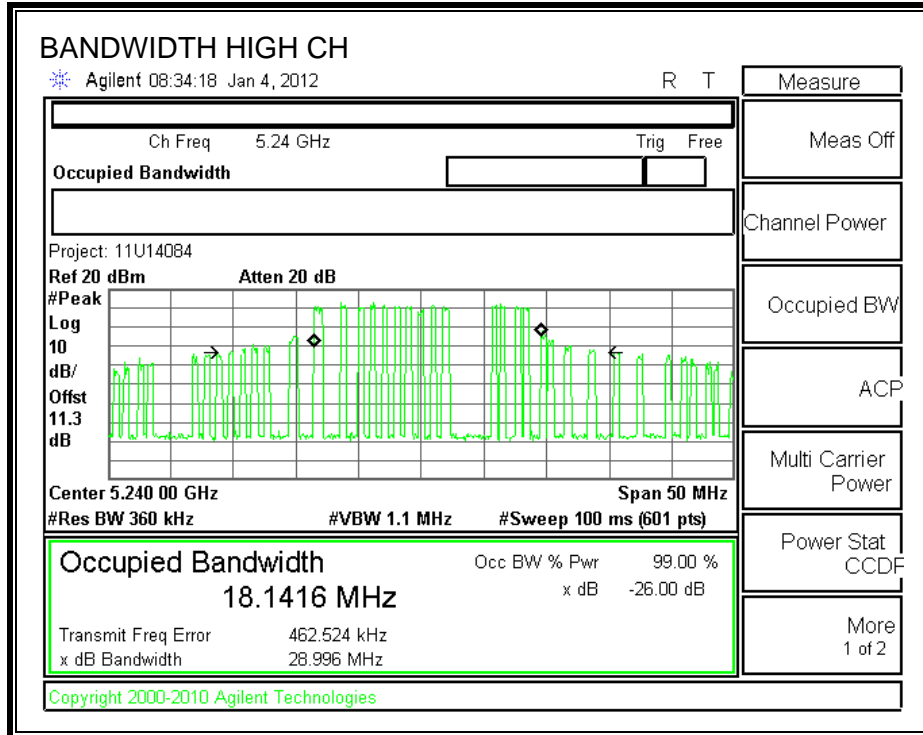 BANDWIDTH HIGH CH
Agilent 08:34:18 Jan 4, 2012
R T
Measure
Ch Freq 5.24 GHz
Trig Free
Occupied Bandwidth
Project: 11U14084
Ref 20 dBm
Atten 20 dB
#Peak
Log
10
dB/
Offst
11.3
dB
Center 5.240 00 GHz
Span 50 MHz
#Res BW 360 kHz
#VBW 1.1 MHz
#Sweep 100 ms (601 pts)
Occupied Bandwidth
18.1416 MHz
Occ BW % Pwr 99.00 %
x dB -26.00 dB
Transmit Freq Error 462.524 kHz
x dB Bandwidth 28.996 MHz
Copyright 2000-2010 Agilent Technologies
Meas Off
Channel Power
Occupied BW
ACP
Multi Carrier
Power
Power Stat
CCDF
More
1 of 2